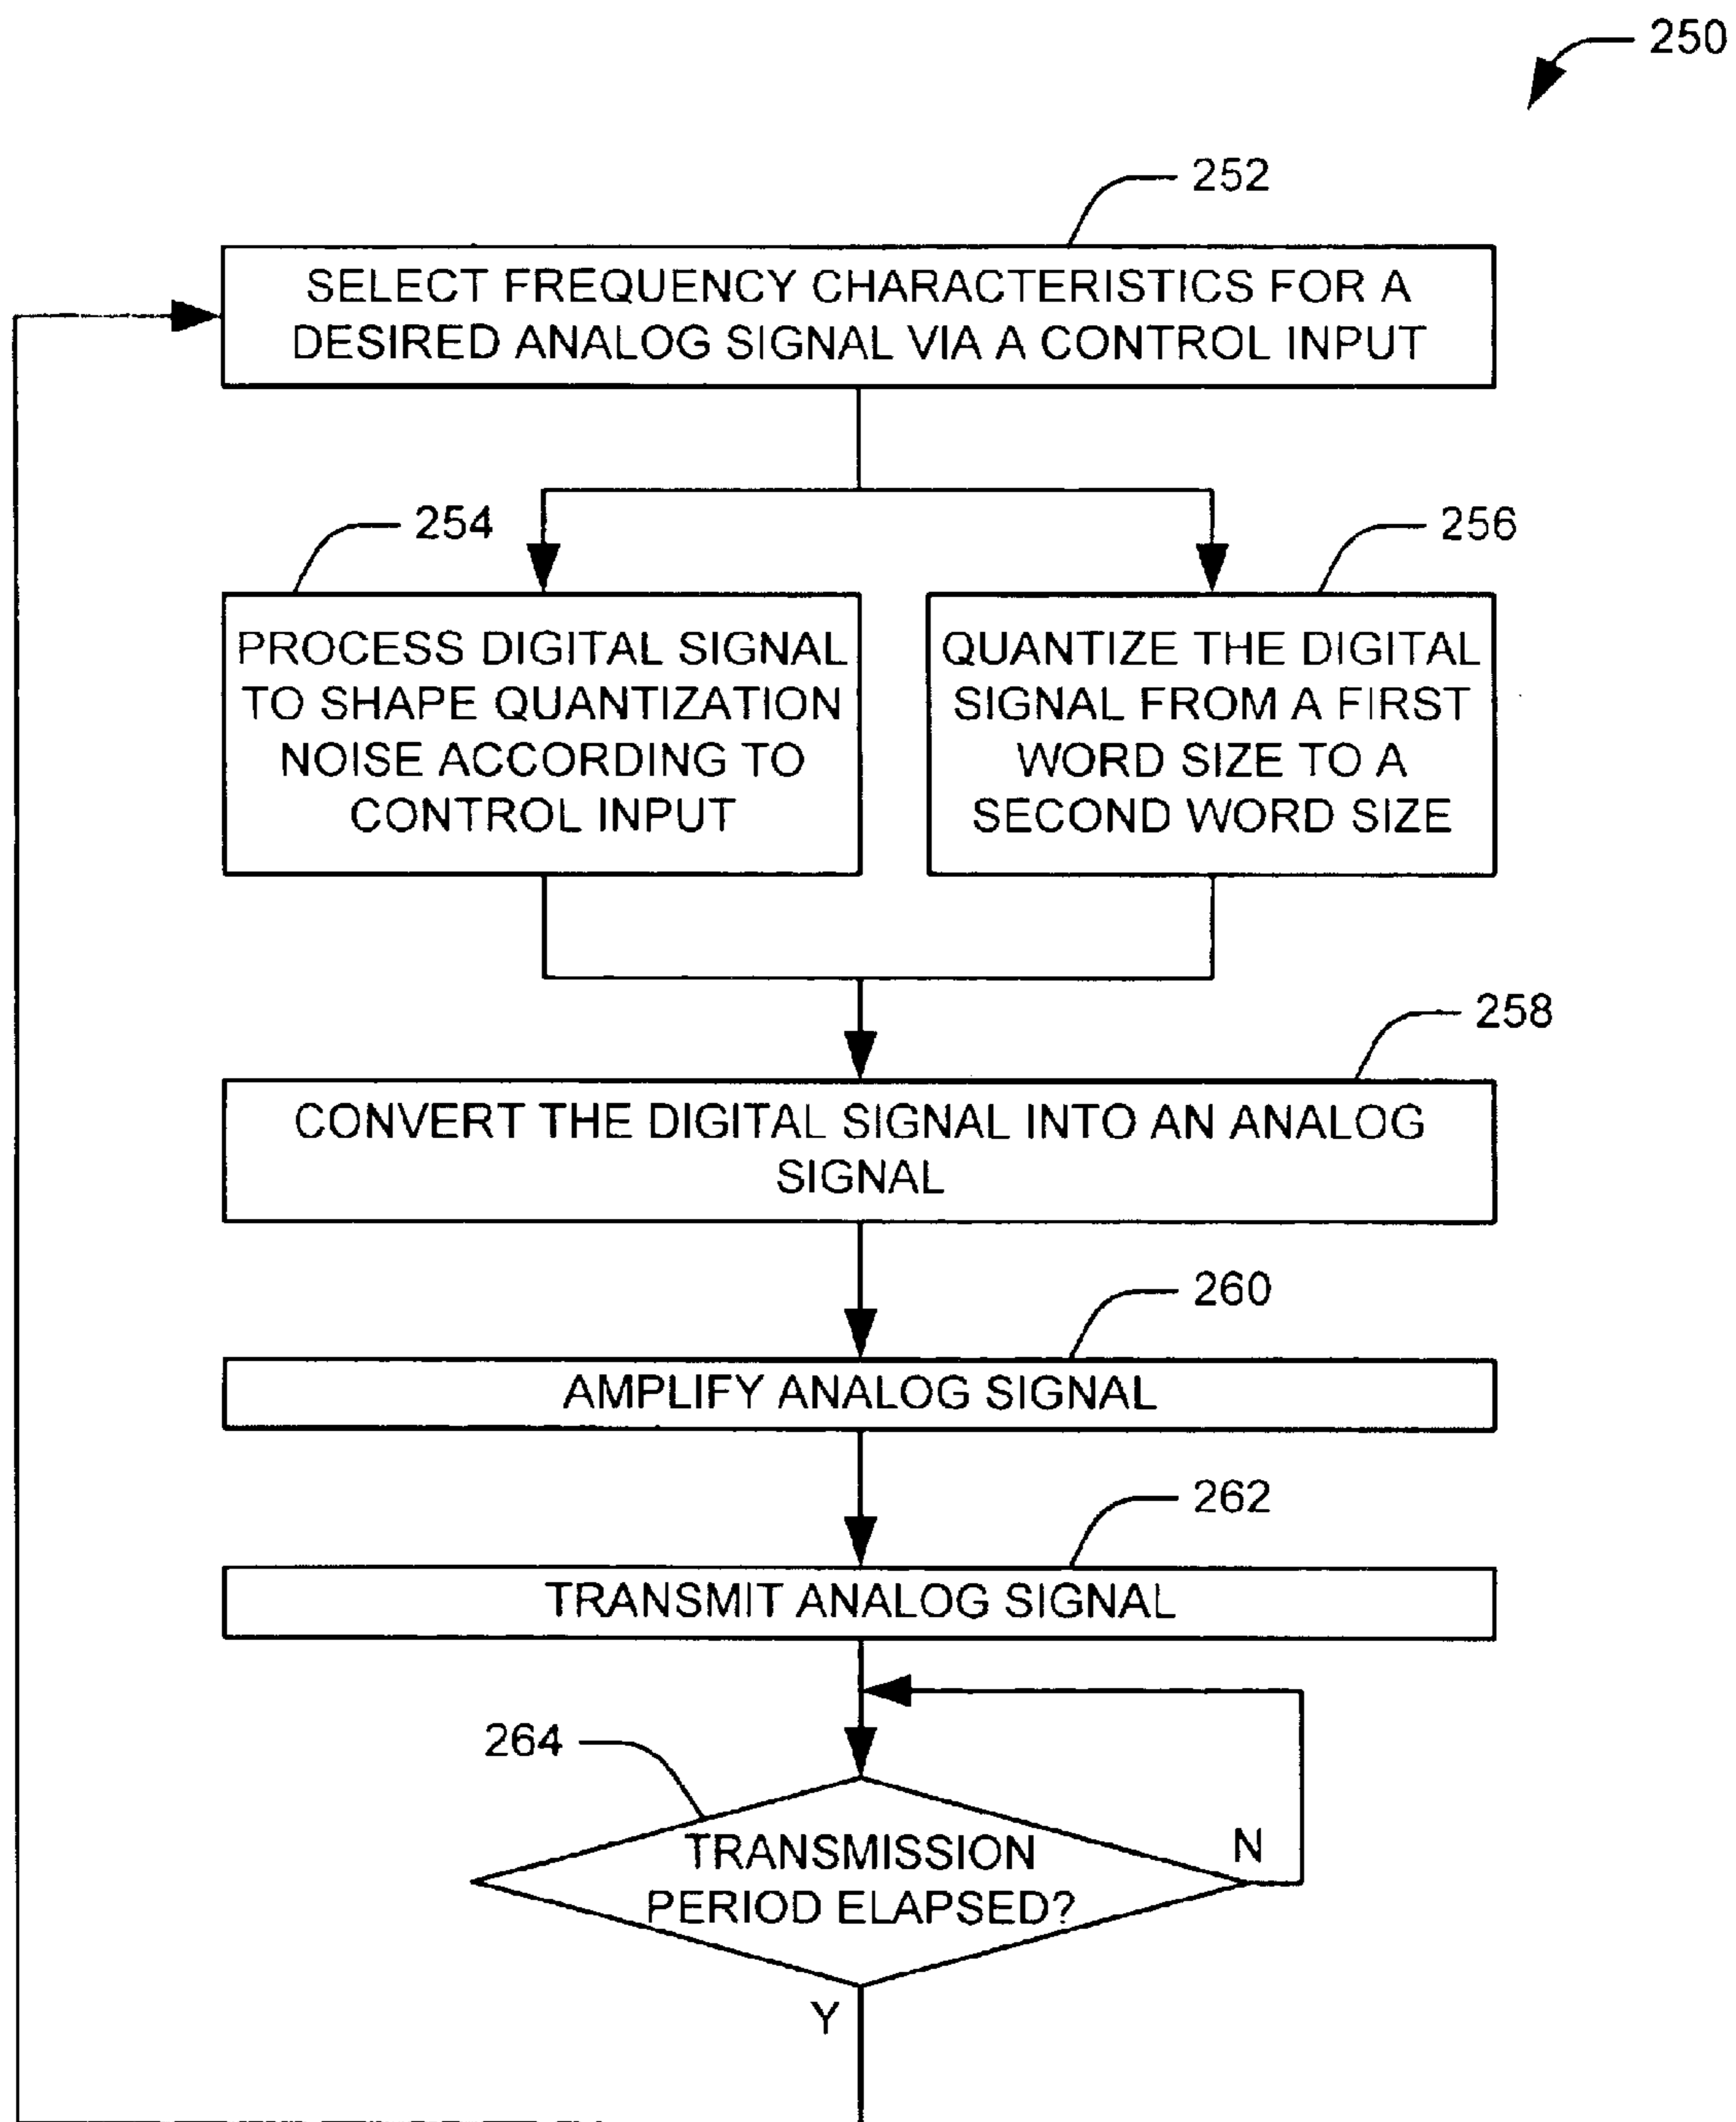 250
252
SELECT FREQUENCY CHARACTERISTICS FOR A
DESIRED ANALOG SIGNAL VIA A CONTROL INPUT
254
PROCESS DIGITAL SIGNAL
TO SHAPE QUANTIZATION
NOISE ACCORDING TO
CONTROL INPUT
256
QUANTIZE THE DIGITAL
SIGNAL FROM A FIRST
WORD SIZE TO A
SECOND WORD SIZE
258
CONVERT THE DIGITAL SIGNAL INTO AN ANALOG
SIGNAL
260
AMPLIFY ANALOG SIGNAL
262
TRANSMIT ANALOG SIGNAL
264
TRANSMISSION
PERIOD ELAPSED?
N
Y